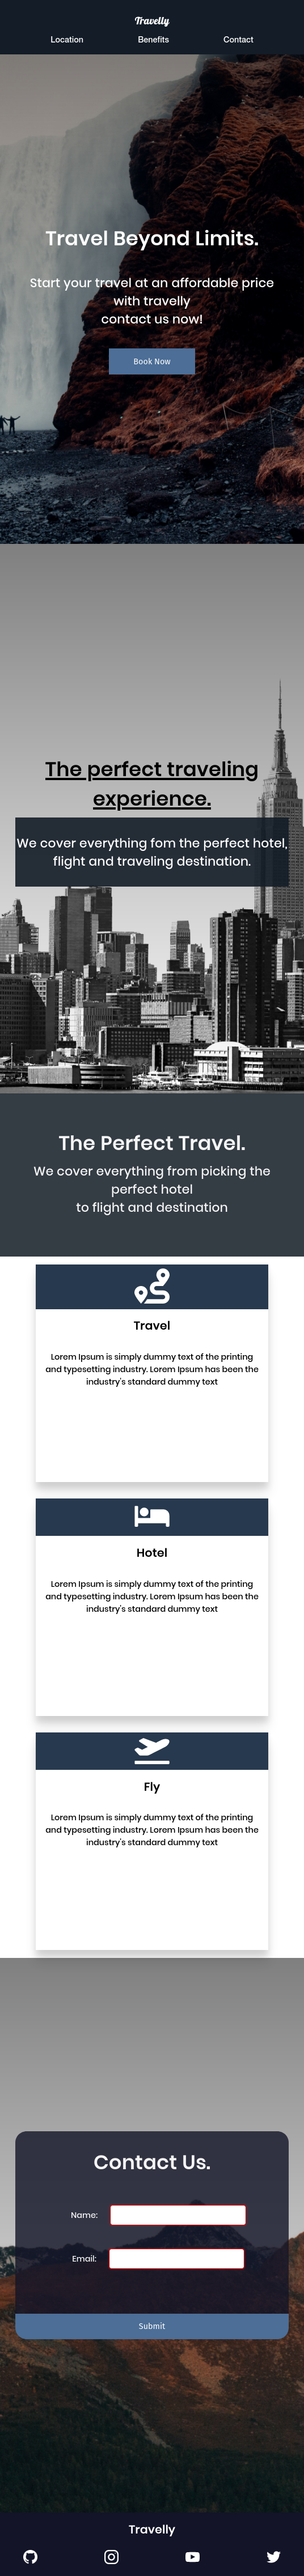 Travelly
Location Benefits Contact
Travel Beyond Limits.
Start your travel at an affordable price
with travelly
contact us now!
Book Now
The perfect traveling
experience.
We cover everything fom the perfect hotel,
flight and traveling destination.
The Perfect Travel.
We cover everything from picking the
perfect hotel
to flight and destination
Travel
Lorem Ipsum is simply dummy text of the printing
and typesetting industry. Lorem Ipsum has been the
industry's standard dummy text
Hotel
Lorem Ipsum is simply dummy text of the printing
and typesetting industry. Lorem Ipsum has been the
industry's standard dummy text
Fly
Lorem Ipsum is simply dummy text of the printing
and typesetting industry. Lorem Ipsum has been the
industry's standard dummy text
Contact Us.
Name:
Email:
Submit
Travelly